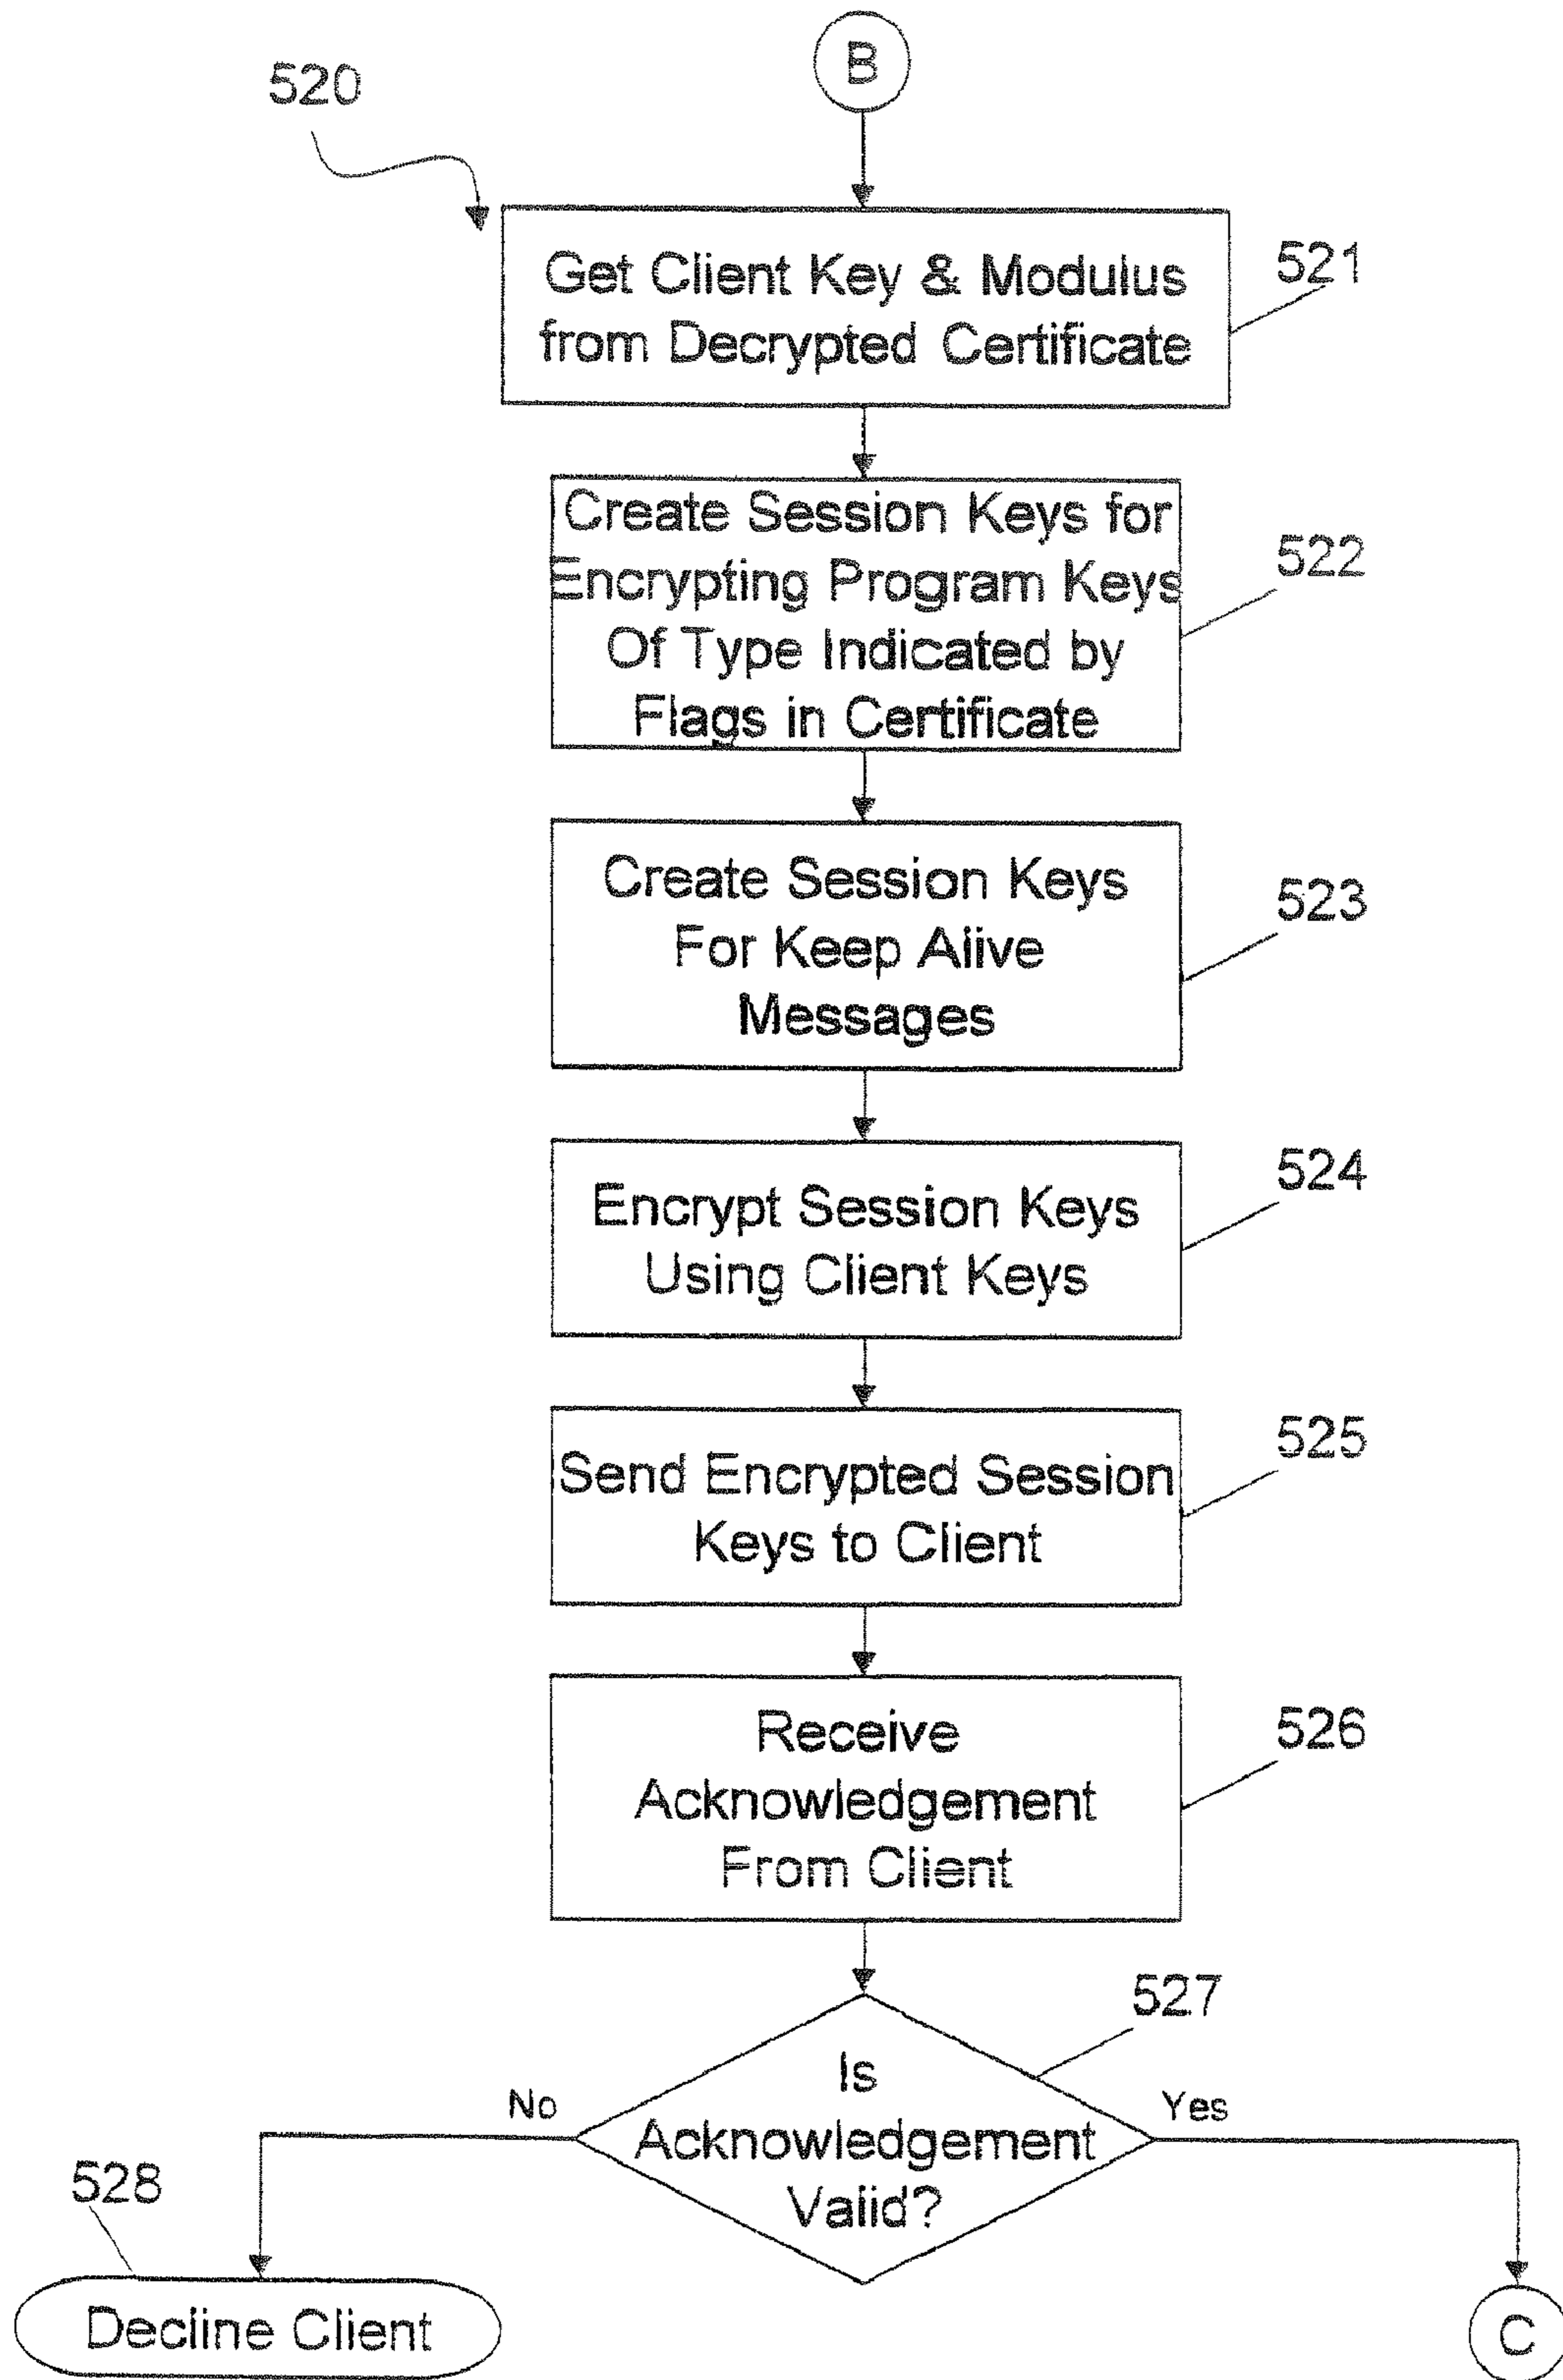 B
520
Get Client Key & Modulus
from Decrypted Certificate
521
Create Session Keys for
Encrypting Program Keys
Of Type Indicated by
Flags in Certificate
522
Create Session Keys
For Keep Alive
Messages
523
Encrypt Session Keys
Using Client Keys
524
Send Encrypted Session
Keys to Client
525
Receive
Acknowledgement
From Client
526
527
Is
Acknowledgement
Valid?
No
Yes
528
Decline Client
C